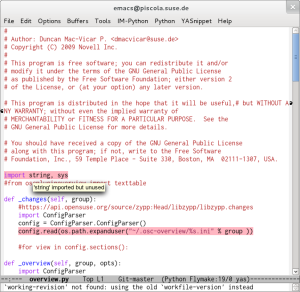 emacs@piscola.suse.de
File Edit Options Buffers Tools IM-Python Python YASnippet Help
#
# Author: Duncan Mac-Vicar P. <dmacvicar@suse.de>
# Copyright (C) 2009 Novell Inc.
#
# This program is free software; you can redistribute it and/or
# modify it under the terms of the GNU General Public License
# as published by the Free Software Foundation; either version 2
# of the License, or (at your option) any later version.
#
# This program is distributed in the hope that it will be useful,# but WITHOUT A
NY WARRANTY; without even the implied warranty of
# MERCHANTABILITY or FITNESS FOR A PARTICULAR PURPOSE. See the
# GNU General Public License for more details.
#
# You should have received a copy of the GNU General Public License
# along with this program; if not, write to the Free Software
# Foundation, Inc., 59 Temple Place - Suite 330, Boston, MA 02111-1307, USA.
#
import string, sys
'string' imported but unused
#from import texttable
def _changes(self, group):
#https://api.opensuse.org/source/zypp:Head/libzypp/libzypp.changes
import ConfigParser
config = ConfigParser.ConfigParser()
config.read(os.path.expanduser("~/.osc-overview/%s.ini" % group ))
#for view in config.sections():
def _overview(self, group, opts):
import ConfigParser
overview.py Top L1 Git-master (Python Flymake:19/0 yas)
'working-revision' not found: using the old 'workfile-version' instead